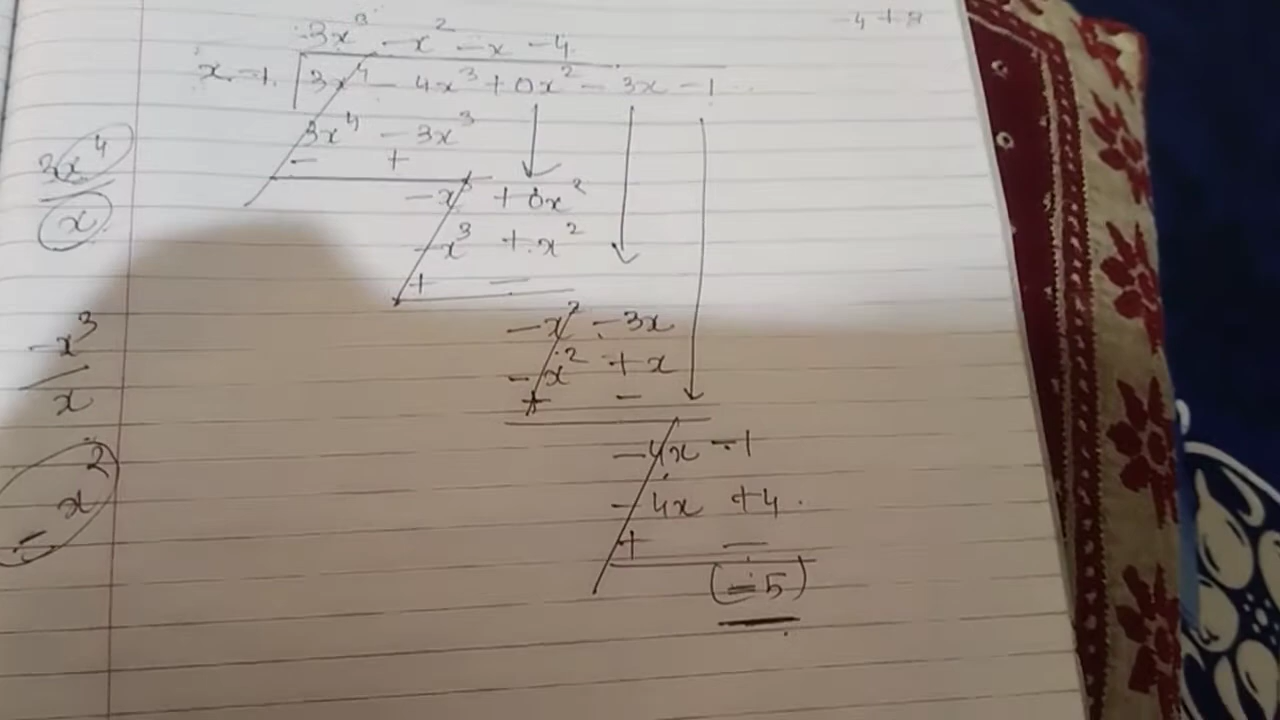 -4+8
3x³ - x² - x - 4
x - 1 | 3x⁴ - 4x³ + 0x² - 3x - 1
3x⁴ - 3x³
- +
3x⁴
x
-x³ + 0x²
-x³ + x²
+ -
-x³
x
-x² - 3x
-x² + x
+ -
- x²
-4x - 1
-4x + 4
+ -
(-5)